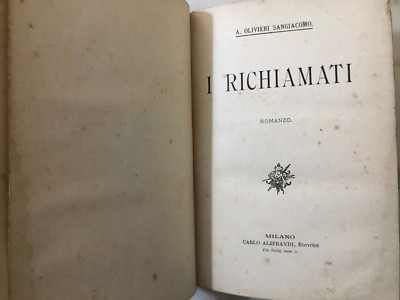 A. OLIVIERI SANGIACOMO.
I RICHIAMATI
ROMANZO.
MILANO
CARLO ALIPRANDI, EDITORE